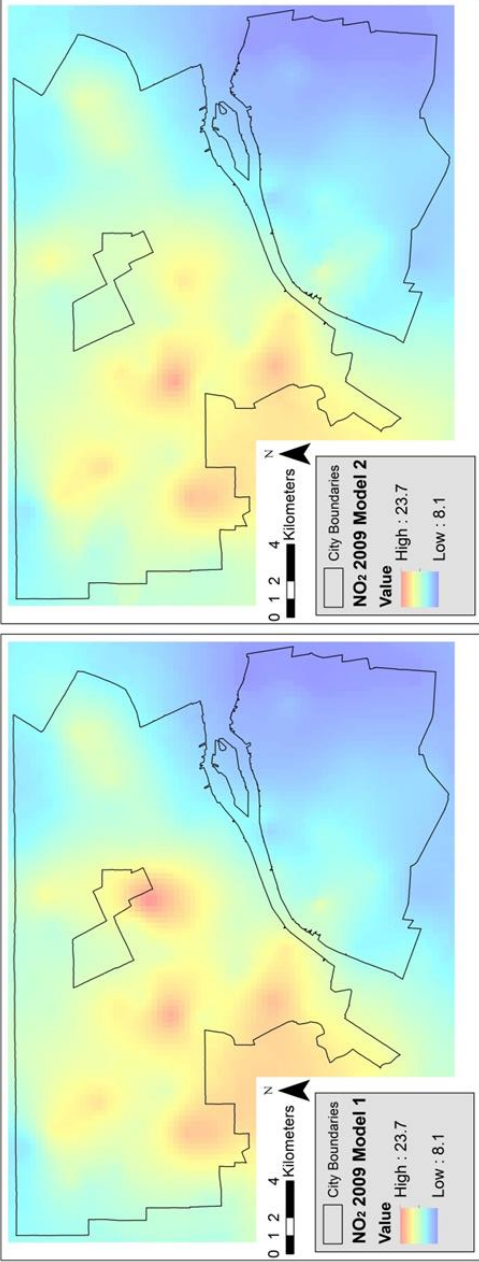 N
0 1 2 4
Kilometers
City Boundaries
NO₂ 2009 Model 1
Value
High : 23.7
Low : 8.1
N
0 1 2 4
Kilometers
City Boundaries
NO₂ 2009 Model 2
Value
High : 23.7
Low : 8.1